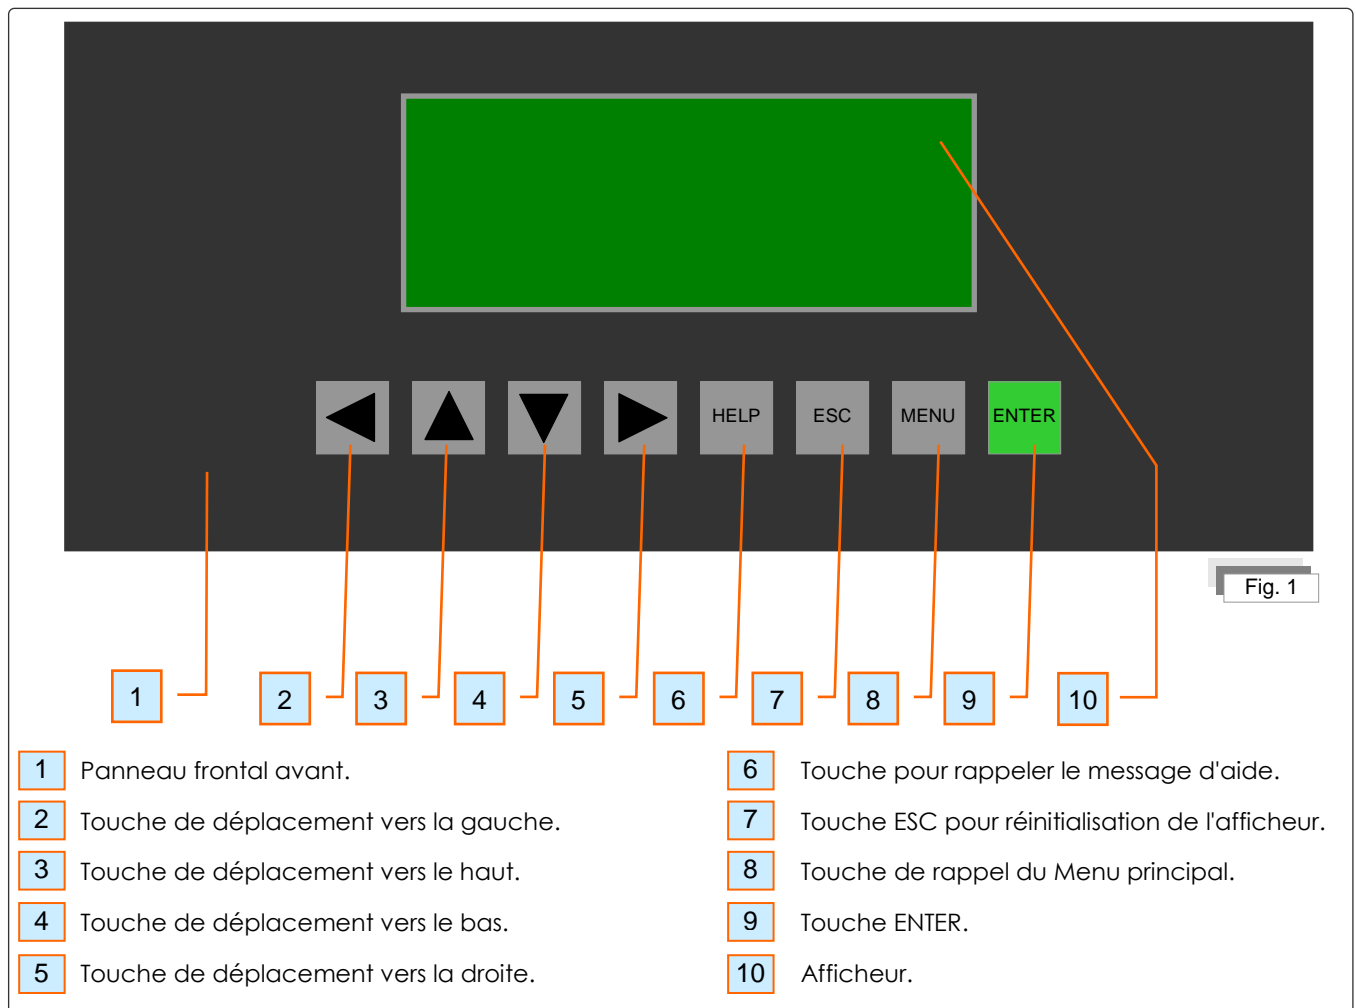 HELP ESC MENU ENTER
Fig. 1
1 2 3 4 5 6 7 8 9 10
1 Panneau frontal avant.
2 Touche de déplacement vers la gauche.
3 Touche de déplacement vers le haut.
4 Touche de déplacement vers le bas.
5 Touche de déplacement vers la droite.
6 Touche pour rappeler le message d'aide.
7 Touche ESC pour réinitialisation de l'afficheur.
8 Touche de rappel du Menu principal.
9 Touche ENTER.
10 Afficheur.